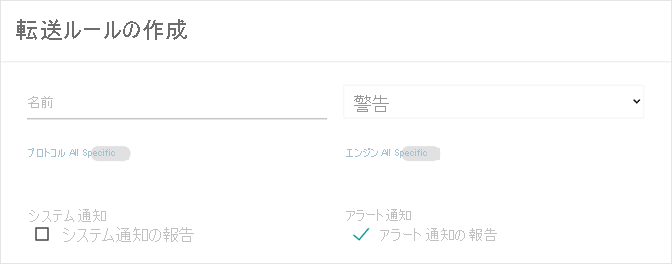 転送ルールの作成
名前
警告
プロトコル All Specific
エンジン All Specific
システム通知
アラート通知
システム通知の報告
アラート通知の報告